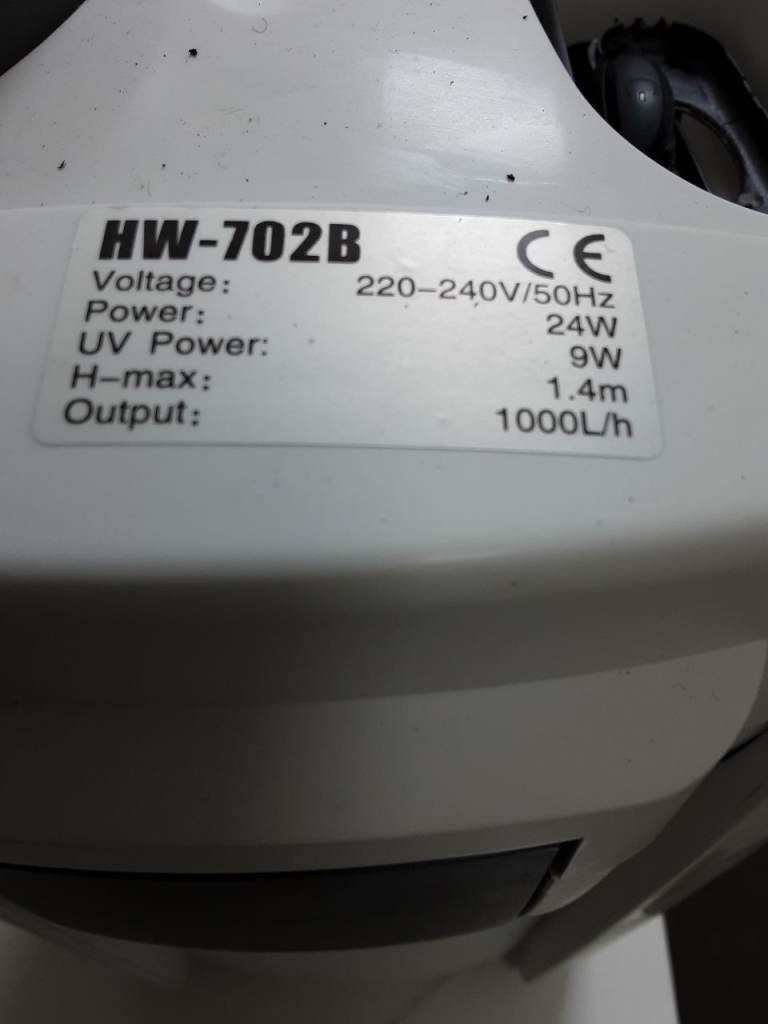 HW-702B CE
Voltage: 220-240V/50Hz
Power: 24W
UV Power: 9W
H-max: 1.4m
Output: 1000L/h